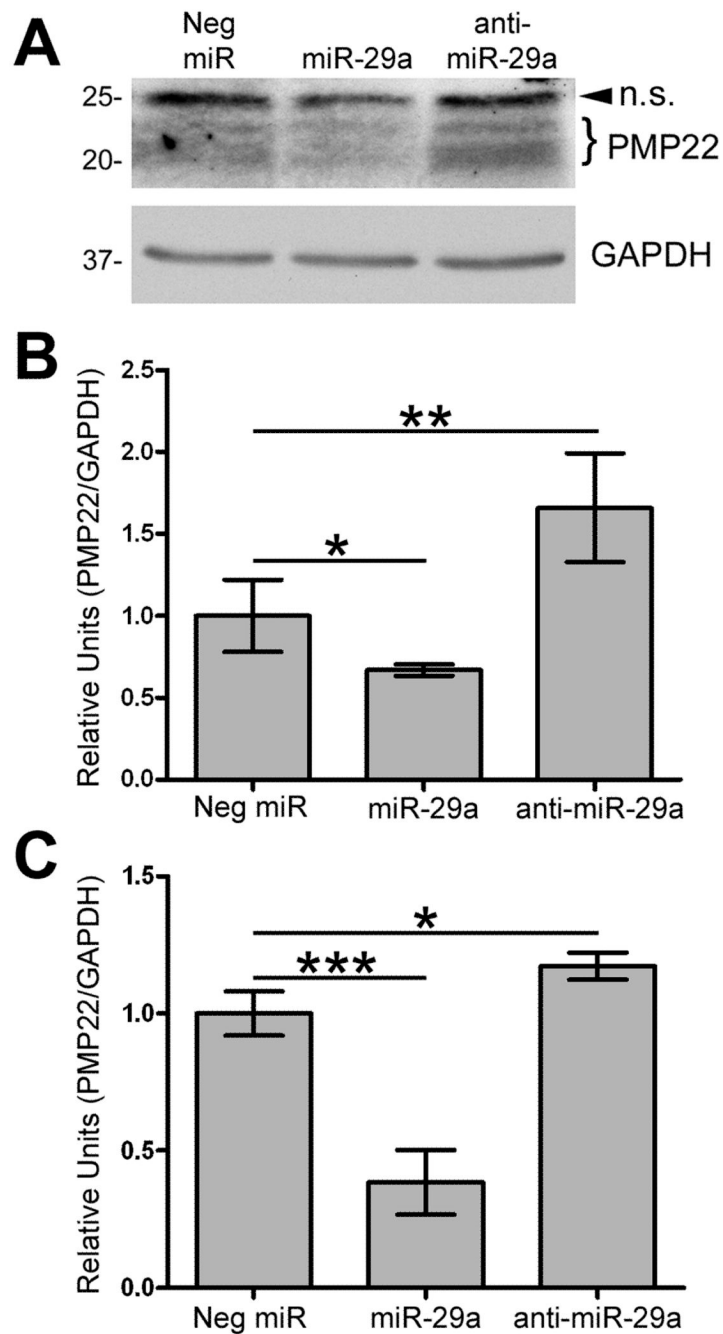 A
Neg miR
miR-29a
anti-miR-29a
25-
n.s.
20-
PMP22
37-
GAPDH
B
Relative Units (PMP22/GAPDH)
2.5
2.0
1.5
1.0
0.5
0.0
**
*
Neg miR
miR-29a
anti-miR-29a
C
Relative Units (PMP22/GAPDH)
1.5
1.0
0.5
0.0
*
***
Neg miR
miR-29a
anti-miR-29a